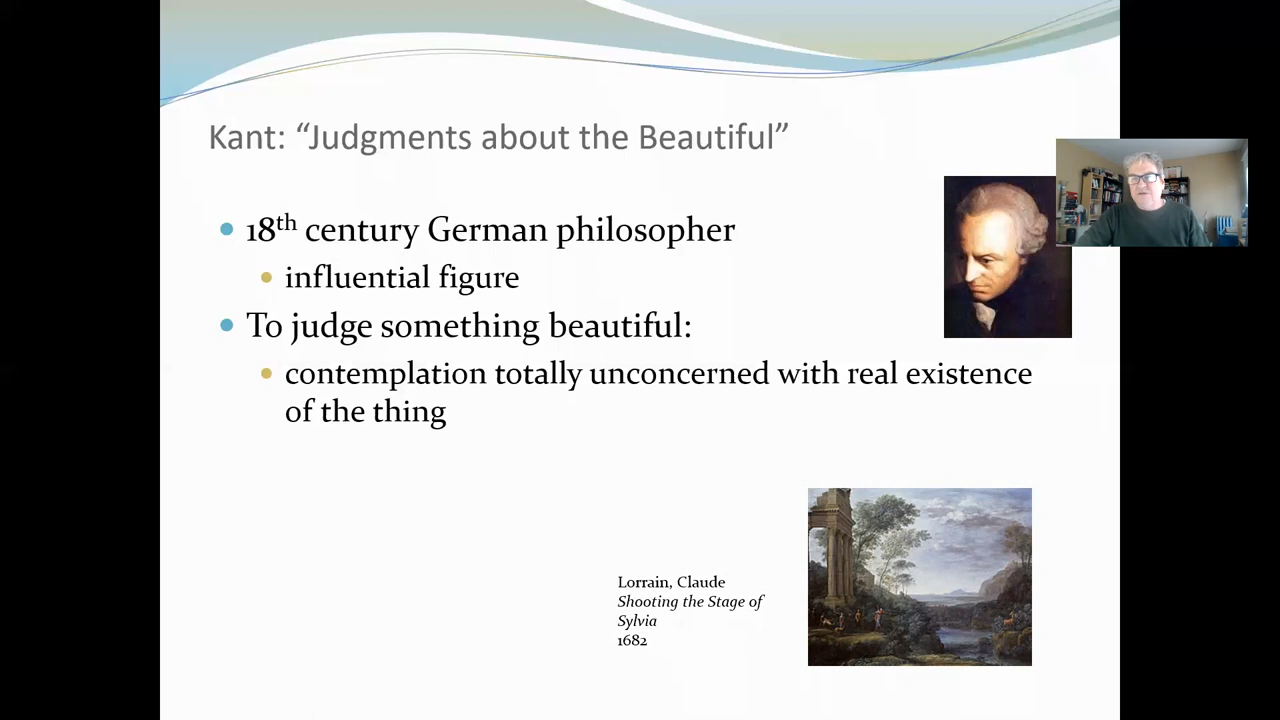 Kant: “Judgments about the Beautiful”
18th century German philosopher
influential figure
To judge something beautiful:
contemplation totally unconcerned with real existence
of the thing
Lorrain, Claude
Shooting the Stage of
Sylvia
1682